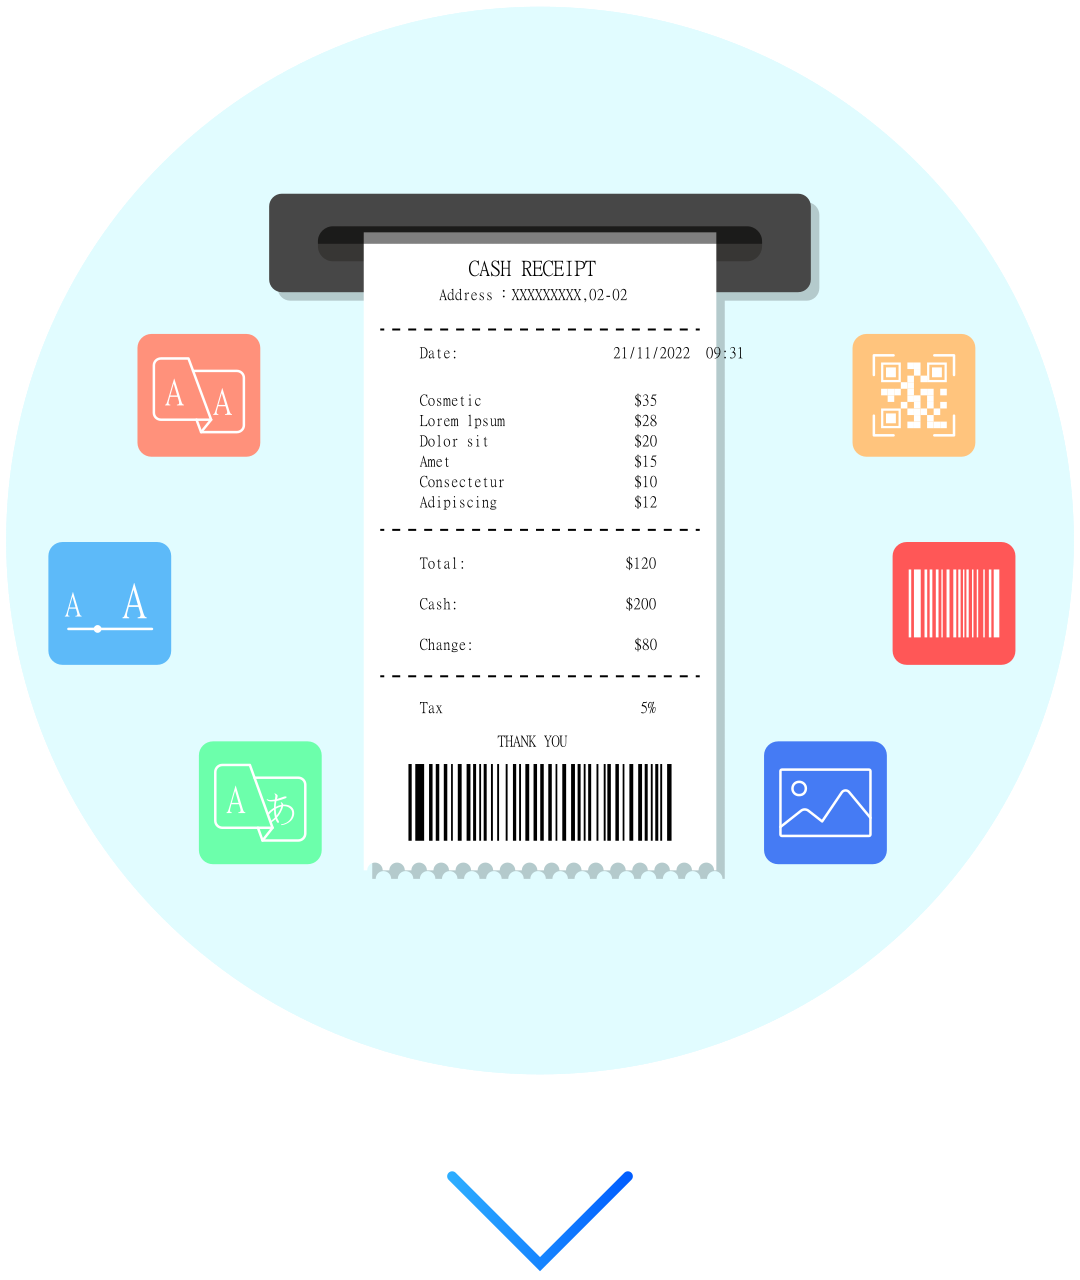 CASH RECEIPT
Address：XXXXXXXXX,02-02
Date: 21/11/2022 09:31
Cosmetic $35
Lorem lpsum $28
Dolor sit $20
Amet $15
Consectetur $10
Adipiscing $12
Total: $120
Cash: $200
Change: $80
Tax 5%
THANK YOU
A A
A A
A あ